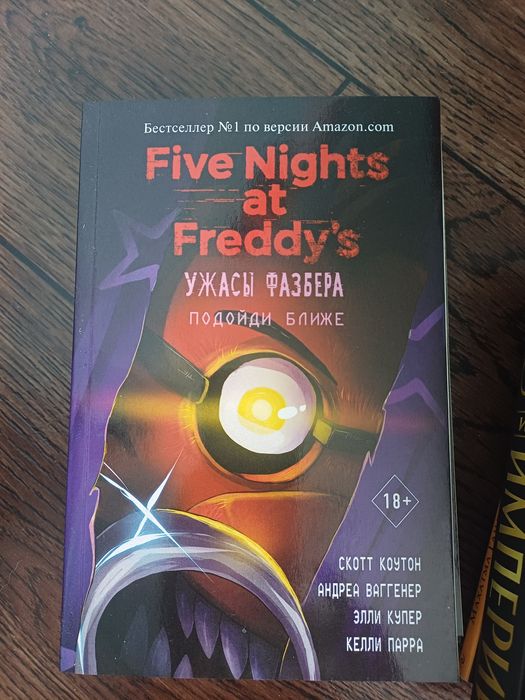 Бестселлер №1 по версии Amazon.com
Five Nights
at
Freddy's
УЖАСЫ ФАЗБЕРА
ПОДОЙДИ БЛИЖЕ
18+
СКОТТ КОУТОН
АНДРЕА ВАГГЕНЕР
ЭЛЛИ КУПЕР
КЕЛЛИ ПАРРА
ИМПЕРИ